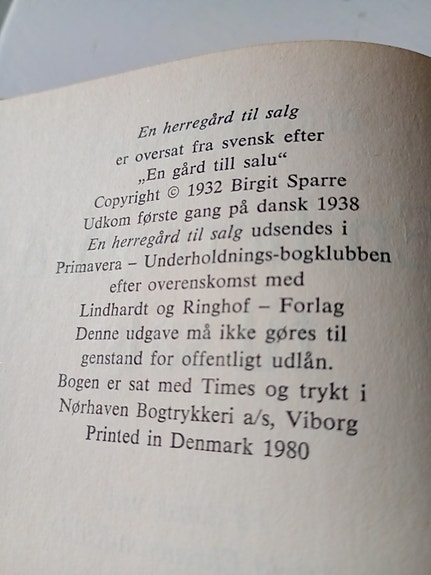 En herregård til salg
er oversat fra svensk efter
„En gård till salu“
Copyright © 1932 Birgit Sparre
Udkom første gang på dansk 1938
En herregård til salg udsendes i
Primavera – Underholdnings-bogklubben
efter overenskomst med
Lindhardt og Ringhof – Forlag
Denne udgave må ikke gøres til
genstand for offentligt udlån.
Bogen er sat med Times og trykt i
Nørhaven Bogtrykkeri a/s, Viborg
Printed in Denmark 1980